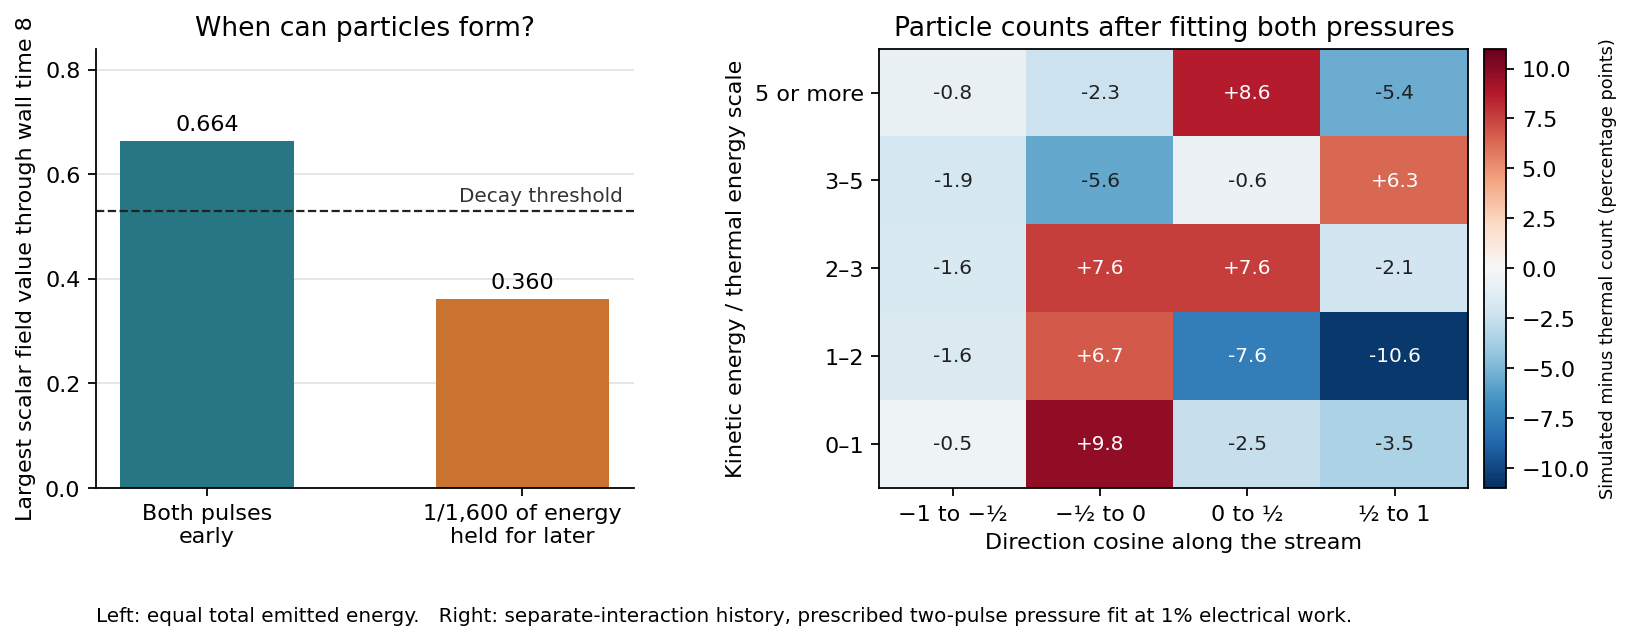 When can particles form?
Largest scalar field value through wall time 8
0.8
0.6
0.4
0.2
0.0
0.664
0.360
Decay threshold
Both pulses
early
1/1,600 of energy
held for later
Particle counts after fitting both pressures
Kinetic energy / thermal energy scale
5 or more
-0.8
-2.3
+8.6
-5.4
3–5
-1.9
-5.6
-0.6
+6.3
2–3
-1.6
+7.6
+7.6
-2.1
1–2
-1.6
+6.7
-7.6
-10.6
0–1
-0.5
+9.8
-2.5
-3.5
−1 to −½
−½ to 0
0 to ½
½ to 1
Direction cosine along the stream
10.0
7.5
5.0
2.5
0.0
−2.5
−5.0
−7.5
−10.0
Simulated minus thermal count (percentage points)
Left: equal total emitted energy. Right: separate-interaction history, prescribed two-pulse pressure fit at 1% electrical work.